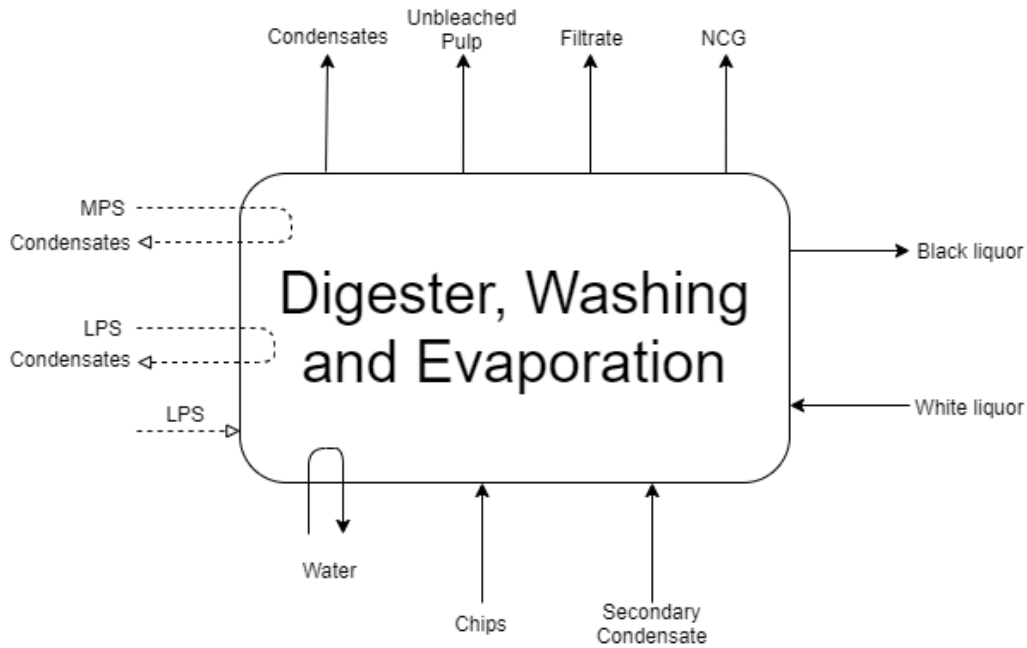 Condensates
Unbleached
Pulp
Filtrate
NCG
MPS
Condensates
LPS
Condensates
LPS
Digester, Washing
and Evaporation
Black liquor
White liquor
Water
Chips
Secondary
Condensate